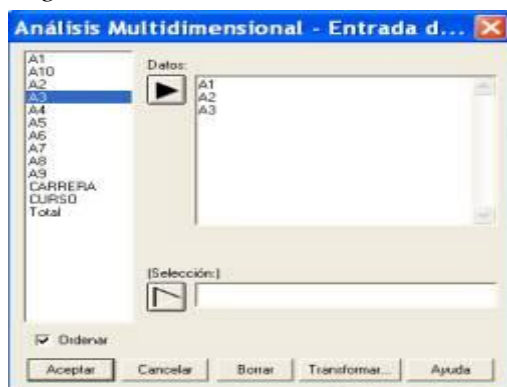 Análisis Multidimensional - Entrada d...
A1
A10
A2
A3
A4
A5
A6
A7
A8
A9
CARRERA
CURSO
Total
Datos:
A1
A2
A3
(Selección:)
Ordenar
Aceptar
Cancelar
Borrar
Transformar...
Ayuda